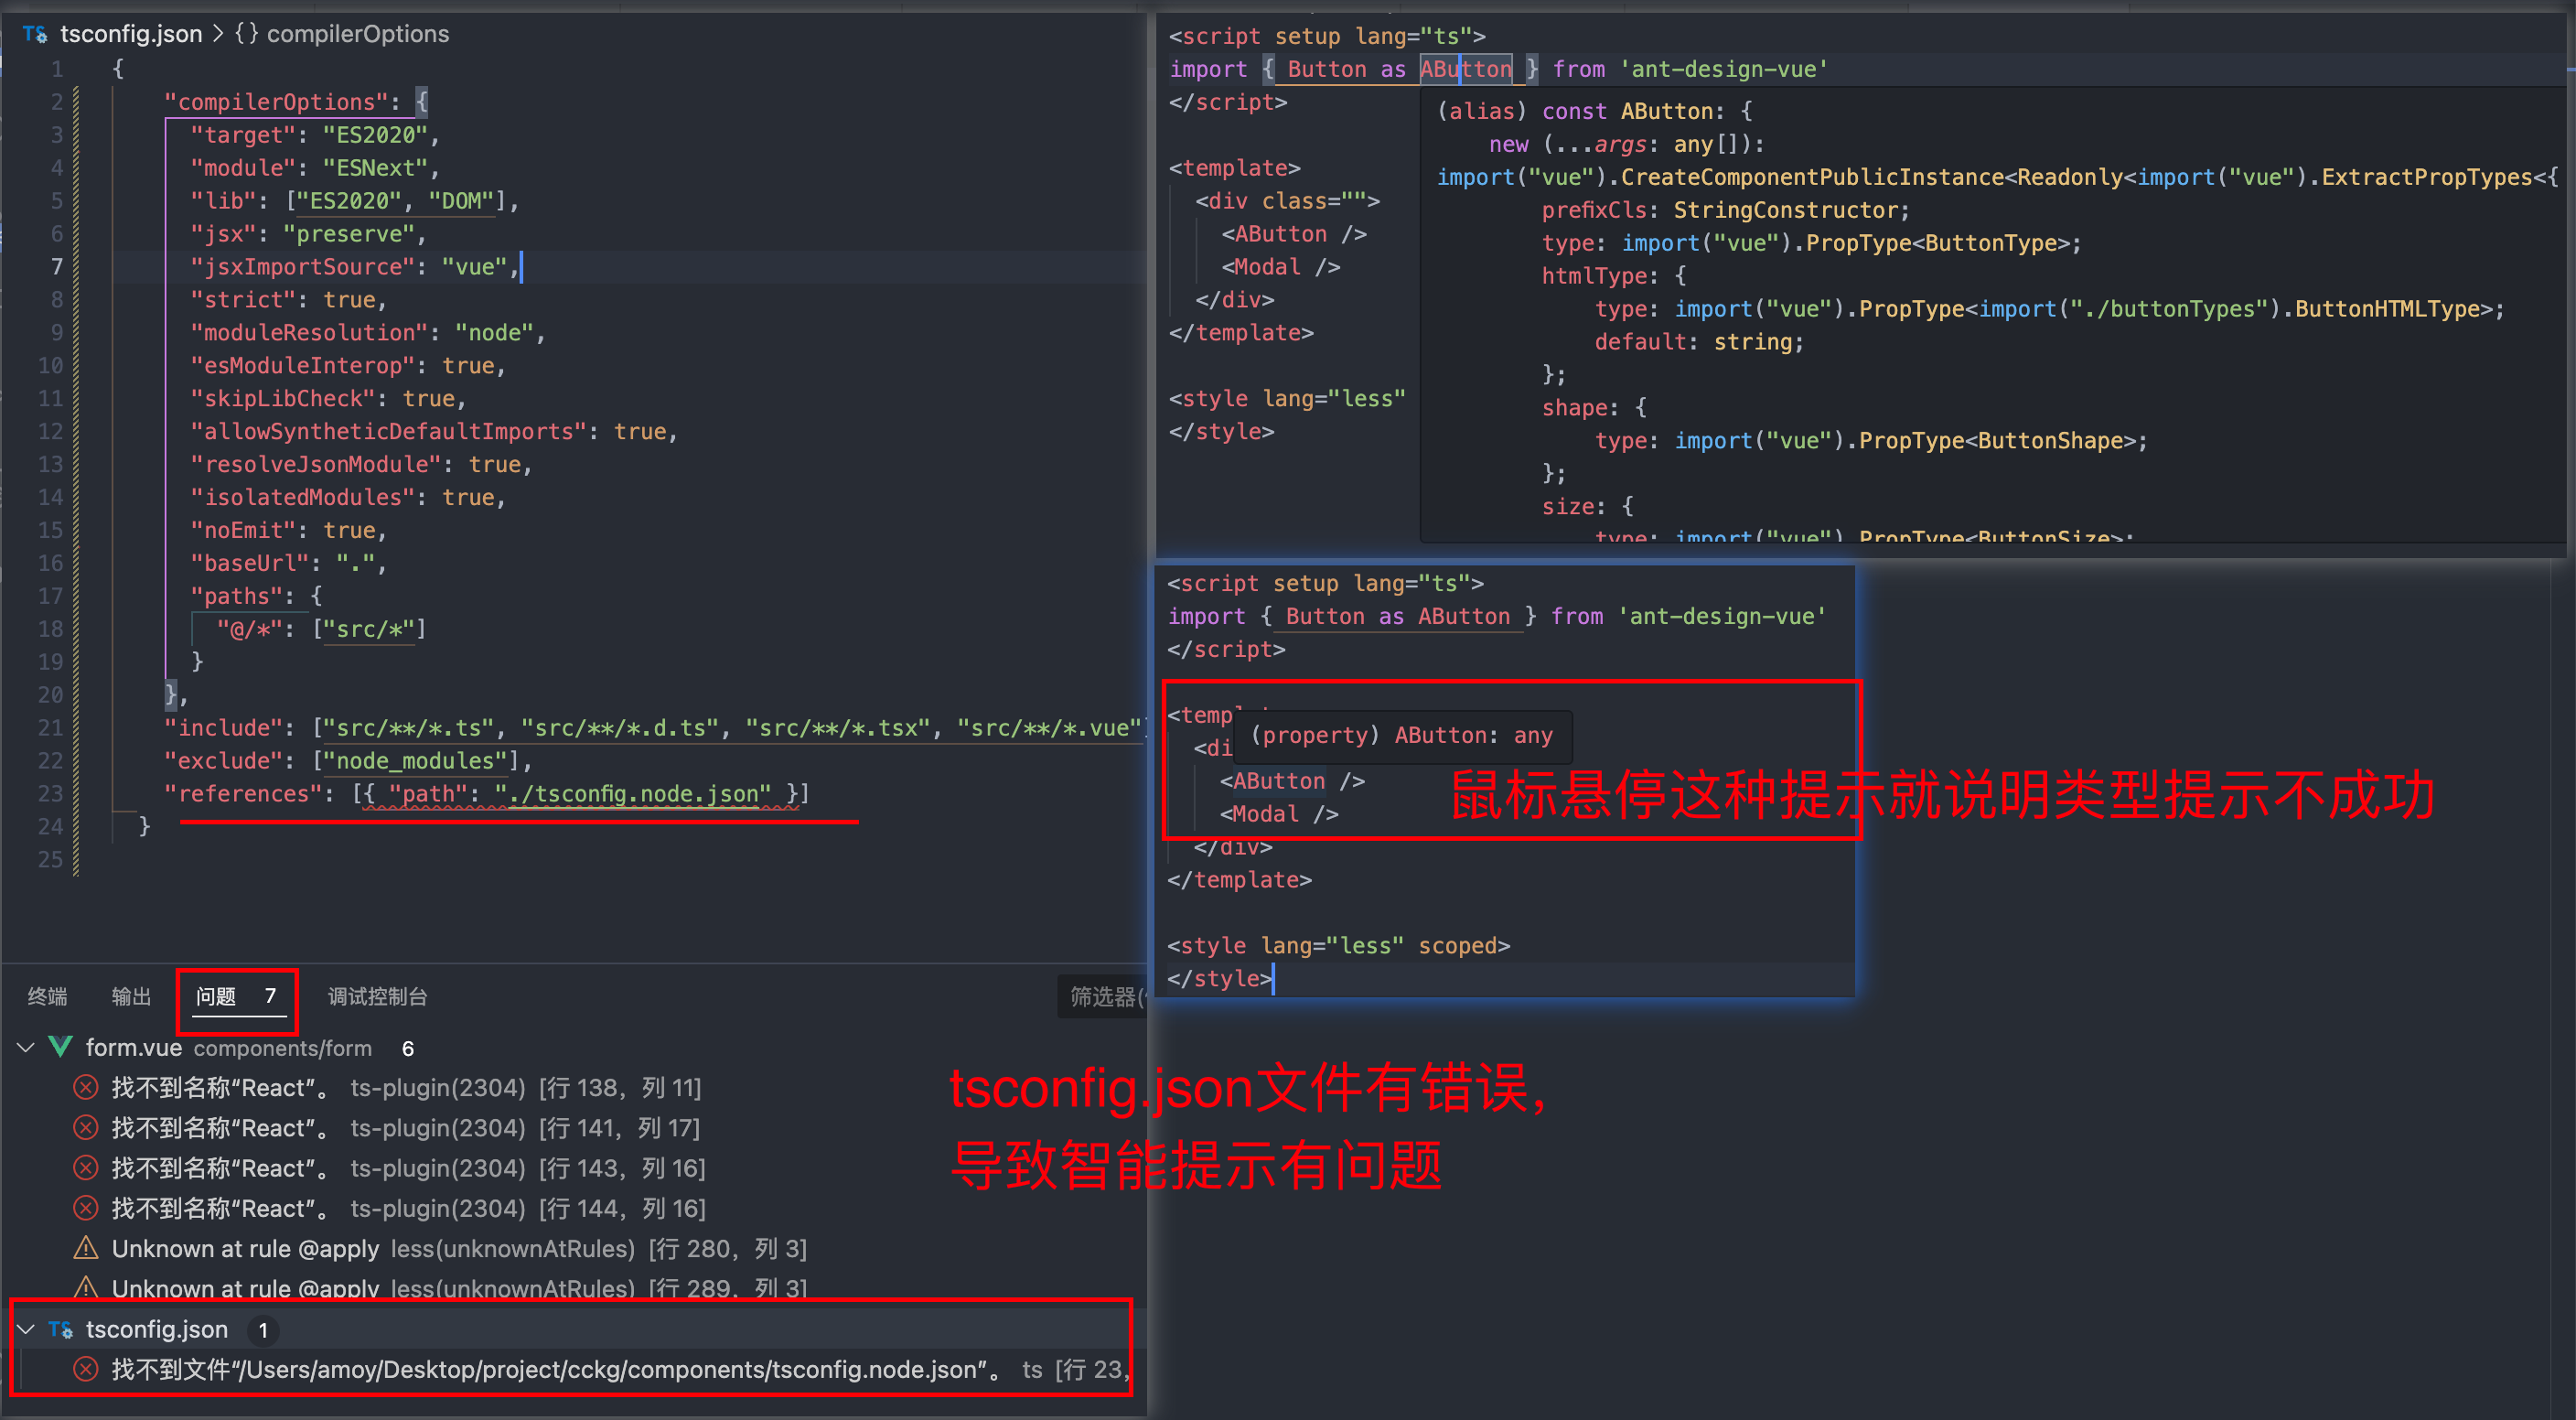 tsconfig.json > {} compilerOptions
1 {
2 "compilerOptions": {
3 "target": "ES2020",
4 "module": "ESNext",
5 "lib": ["ES2020", "DOM"],
6 "jsx": "preserve",
7 "jsxImportSource": "vue",
8 "strict": true,
9 "moduleResolution": "node",
10 "esModuleInterop": true,
11 "skipLibCheck": true,
12 "allowSyntheticDefaultImports": true,
13 "resolveJsonModule": true,
14 "isolatedModules": true,
15 "noEmit": true,
16 "baseUrl": ".",
17 "paths": {
18 "@/*": ["src/*"]
19 }
20 },
21 "include": ["src/**/*.ts", "src/**/*.d.ts", "src/**/*.tsx", "src/**/*.vue"
22 "exclude": ["node_modules"],
23 "references": [{ "path": "./tsconfig.node.json" }]
24 }
25
终端 输出 问题 7 调试控制台 筛选器(
form.vue components/form 6
找不到名称“React”。 ts-plugin(2304) [行 138，列 11]
找不到名称“React”。 ts-plugin(2304) [行 141，列 17]
找不到名称“React”。 ts-plugin(2304) [行 143，列 16]
找不到名称“React”。 ts-plugin(2304) [行 144，列 16]
Unknown at rule @apply less(unknownAtRules) [行 280，列 3]
Unknown at rule @apply less(unknownAtRules) [行 289，列 3]
tsconfig.json 1
找不到文件“/Users/amoy/Desktop/project/cckg/components/tsconfig.node.json”。 ts [行 23,
<script setup lang="ts">
import { Button as AButton } from 'ant-design-vue'
</script>
<template>
<div class="">
<AButton />
<Modal />
</div>
</template>
<style lang="less"
</style>
(alias) const AButton: {
new (...args: any[]):
import("vue").CreateComponentPublicInstance<Readonly<import("vue").ExtractPropTypes<{
prefixCls: StringConstructor;
type: import("vue").PropType<ButtonType>;
htmlType: {
type: import("vue").PropType<import("./buttonTypes").ButtonHTMLType>;
default: string;
};
shape: {
type: import("vue").PropType<ButtonShape>;
};
size: {
type: import("vue").PropType<ButtonSize>;
<script setup lang="ts">
import { Button as AButton } from 'ant-design-vue'
</script>
<temp
(property) AButton: any
<di
<AButton />
<Modal />
</div>
</template>
<style lang="less" scoped>
</style>
鼠标悬停这种提示就说明类型提示不成功
tsconfig.json文件有错误，
导致智能提示有问题